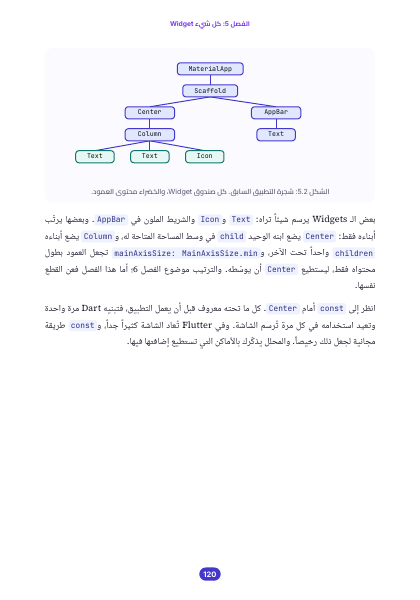 الفصل 5: كل شيء Widget
MaterialApp
Scaffold
Center
AppBar
Column
Text
Text
Text
Icon
الشكل 5.2: شجرة التطبيق السابق. كل صندوق Widget، والخضراء محتوى العمود.
بعض الـ Widgets يرسم شيئاً تراه: Text و Icon والشريط الملون في AppBar. وبعضها يرتّب
أبناءه فقط: Center يضع ابنه الوحيد child في وسط المساحة المتاحة له، و Column يضع أبناءه
children واحداً تحت الآخر، و mainAxisSize: MainAxisSize.min تجعل العمود بطول
محتواه فقط، ليستطيع Center أن يوسّطه. والترتيب موضوع الفصل 6؛ أما هذا الفصل فعن القطع
نفسها.
انظر إلى const أمام Center. كل ما تحته معروف قبل أن يعمل التطبيق، فتبنيه Dart مرة واحدة
وتعيد استخدامه في كل مرة تُرسم الشاشة. وفي Flutter تُعاد الشاشة كثيراً جداً، و const طريقة
مجانية لجعل ذلك رخيصاً. والمحلل يذكّرك بالأماكن التي تستطيع إضافتها فيها.
120